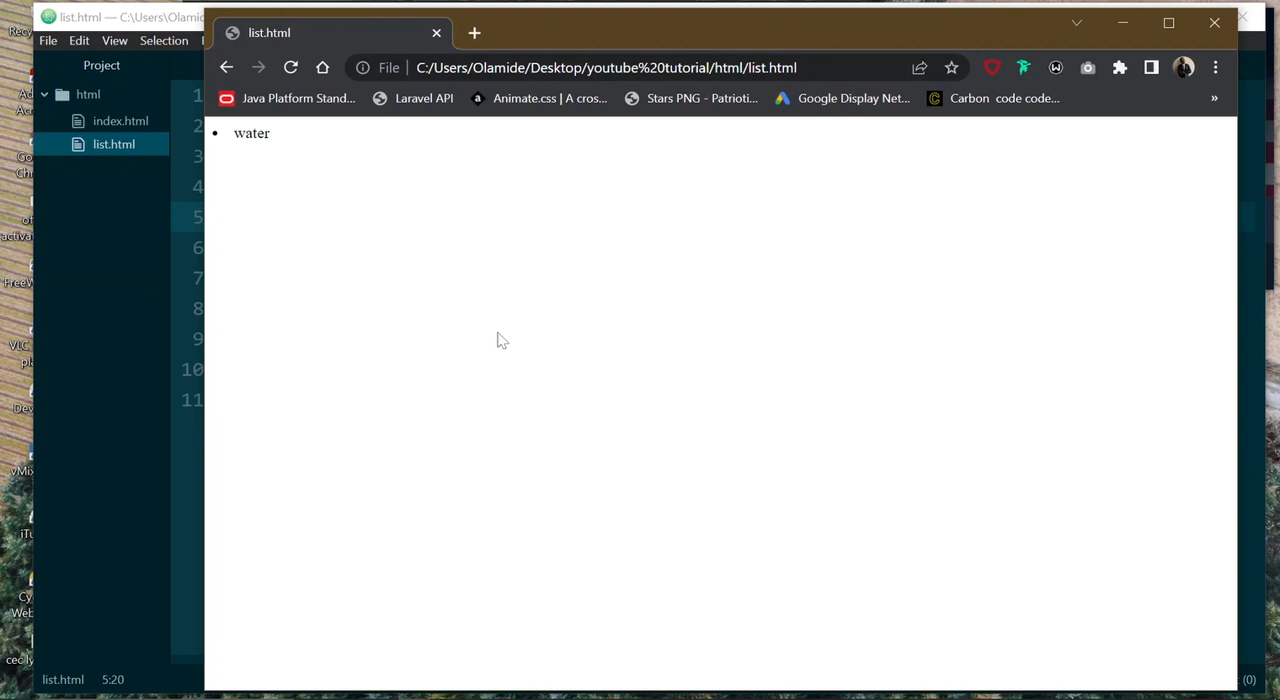 list.html — C:\Users\Olamid
File Edit View Selection
Project
html
index.html
list.html
1
2
3
4
5
6
7
8
9
10
11
list.html 5:20
(0)
list.html
File C:/Users/Olamide/Desktop/youtube%20tutorial/html/list.html
Java Platform Stand... Laravel API Animate.css | A cros... Stars PNG - Patrioti... Google Display Net... Carbon code code... »
• water